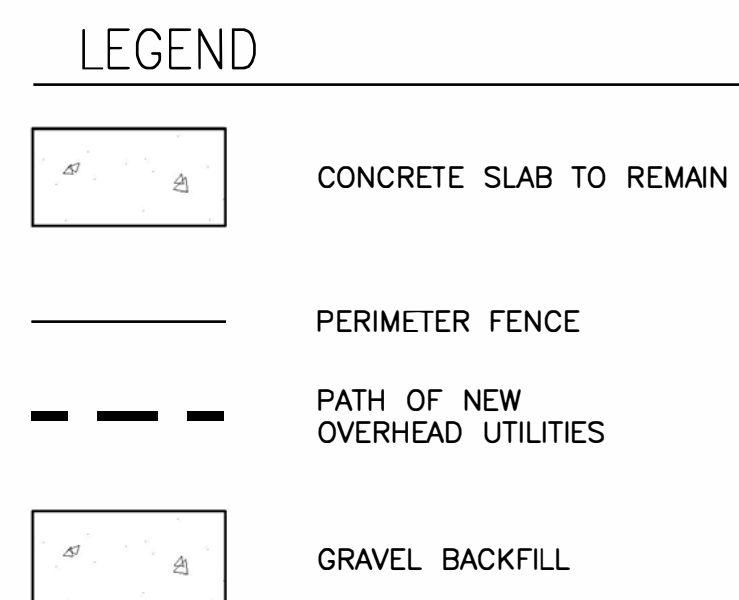 LEGEND
CONCRETE SLAB TO REMAIN
PERIMETER FENCE
PATH OF NEW
OVERHEAD UTILITIES
GRAVEL BACKFILL